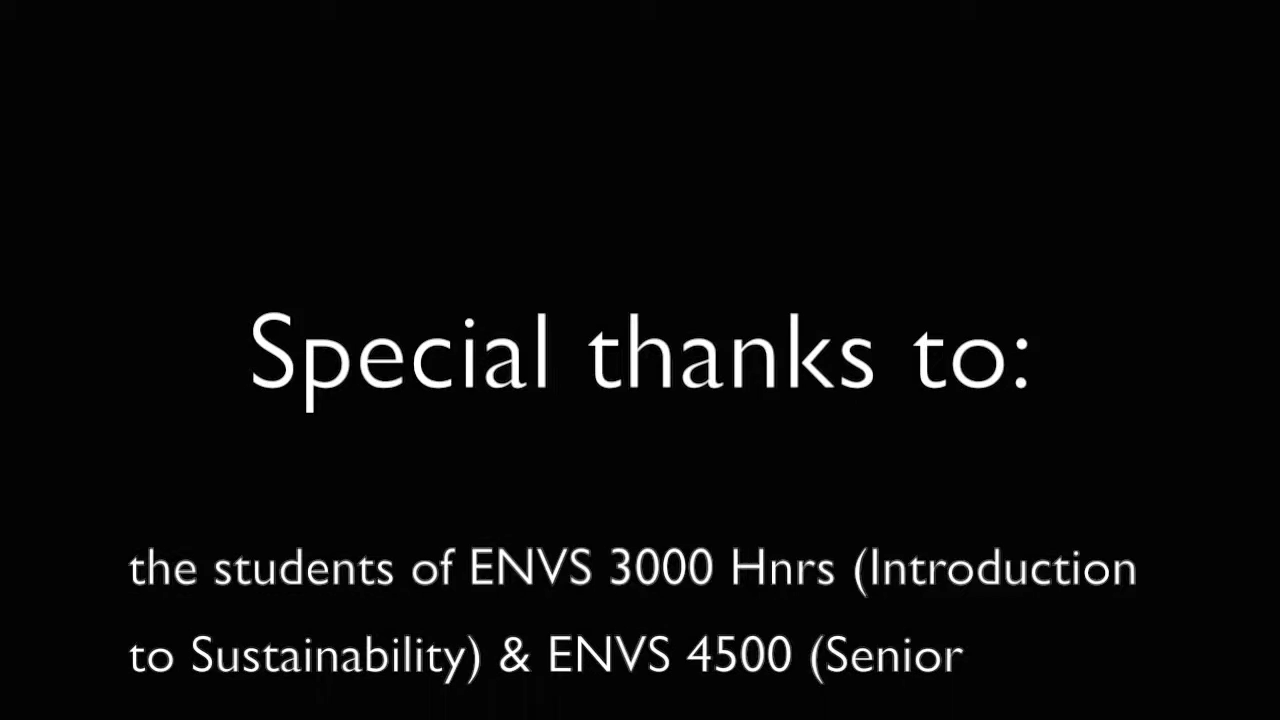 Special thanks to:
the students of ENVS 3000 Hnrs (Introduction
to Sustainability) & ENVS 4500 (Senior